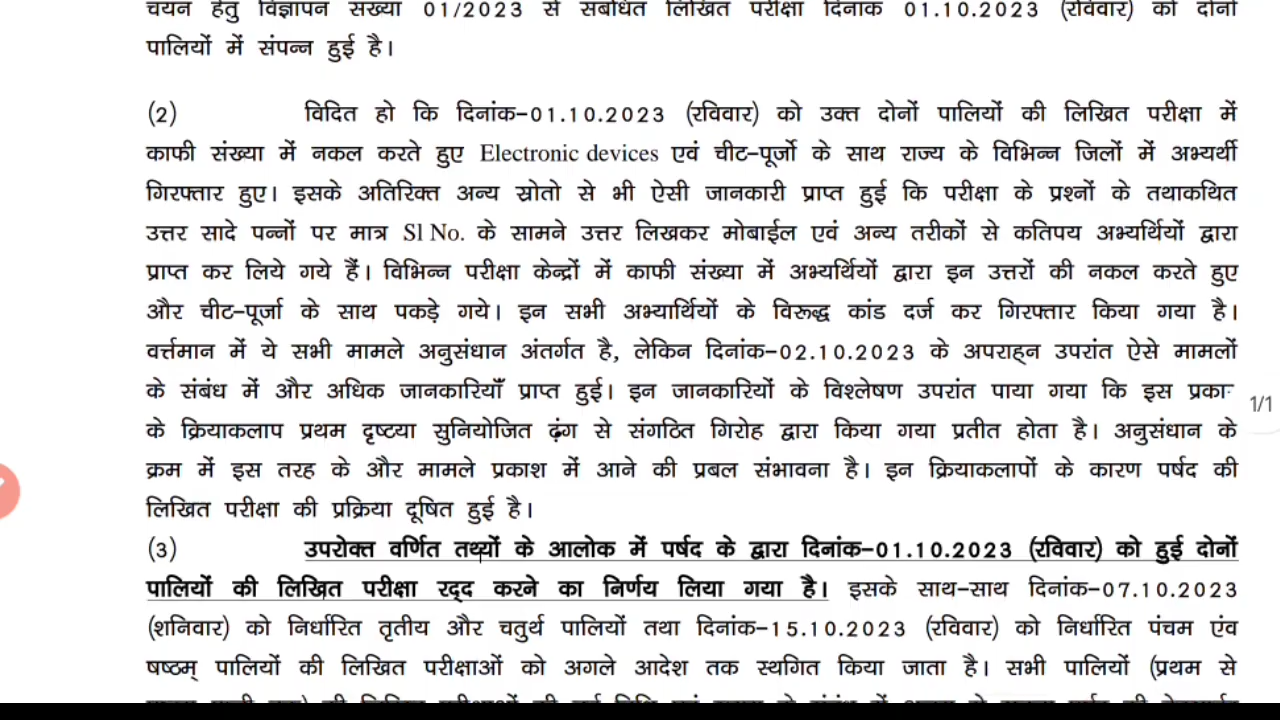 चयन हेतु विज्ञापन संख्या 01/2023 से संबंधित लिखित परीक्षा दिनांक 01.10.2023 (रविवार) को दोनों
पालियों में संपन्न हुई है।
(2) विदित हो कि दिनांक-01.10.2023 (रविवार) को उक्त दोनों पालियों की लिखित परीक्षा में
काफी संख्या में नकल करते हुए Electronic devices एवं चीट-पूर्जो के साथ राज्य के विभिन्न जिलों में अभ्यर्थी
गिरफ्तार हुए। इसके अतिरिक्त अन्य स्रोतो से भी ऐसी जानकारी प्राप्त हुई कि परीक्षा के प्रश्नों के तथाकथित
उत्तर सादे पन्नों पर मात्र Sl No. के सामने उत्तर लिखकर मोबाईल एवं अन्य तरीकों से कतिपय अभ्यर्थियों द्वारा
प्राप्त कर लिये गये हैं। विभिन्न परीक्षा केन्द्रों में काफी संख्या में अभ्यर्थियों द्वारा इन उत्तरों की नकल करते हुए
और चीट-पूर्जा के साथ पकड़े गये। इन सभी अभ्यार्थियों के विरूद्ध कांड दर्ज कर गिरफ्तार किया गया है।
वर्त्तमान में ये सभी मामले अनुसंधान अंतर्गत है, लेकिन दिनांक-02.10.2023 के अपराह्न उपरांत ऐसे मामलों
के संबंध में और अधिक जानकारियाँ प्राप्त हुई। इन जानकारियों के विश्लेषण उपरांत पाया गया कि इस
के क्रियाकलाप प्रथम दृष्टया सुनियोजित ढ़ंग से संगठित गिरोह द्वारा किया गया प्रतीत होता है। अनुसंधान के
क्रम में इस तरह के और मामले प्रकाश में आने की प्रबल संभावना है। इन क्रियाकलापों के कारण पर्षद की
लिखित परीक्षा की प्रक्रिया दूषित हुई है।
1/1
(3) उपरोक्त वर्णित तथ्यों के आलोक में पर्षद के द्वारा दिनांक-01.10.2023 (रविवार) को हुई दोनों
पालियों की लिखित परीक्षा रद्द करने का निर्णय लिया गया है। इसके साथ-साथ दिनांक-07.10.2023
(शनिवार) को निर्धारित तृतीय और चतुर्थ पालियों तथा दिनांक-15.10.2023 (रविवार) को निर्धारित पंचम एंव
षष्ठम् पालियों की लिखित परीक्षाओं को अगले आदेश तक स्थगित किया जाता है। सभी पालियों (प्रथम से